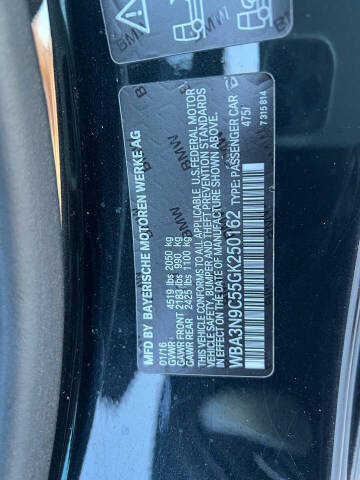 BMW
MFD BY BAYERISCHE MOTOREN WERKE AG
01/16
GVWR 4519 lbs 2050 kg
GAWR FRONT 2183 lbs 990 kg
GAWR REAR 2425 lbs 1100 kg
THIS VEHICLE CONFORMS TO ALL APPLICABLE U.S. FEDERAL MOTOR
VEHICLE SAFETY, BUMPER AND THEFT PREVENTION STANDARDS
IN EFFECT ON THE DATE OF MANUFACTURE SHOWN ABOVE.
WBA3N9C55GK250162 TYPE: PASSENGER CAR
475/
7315814